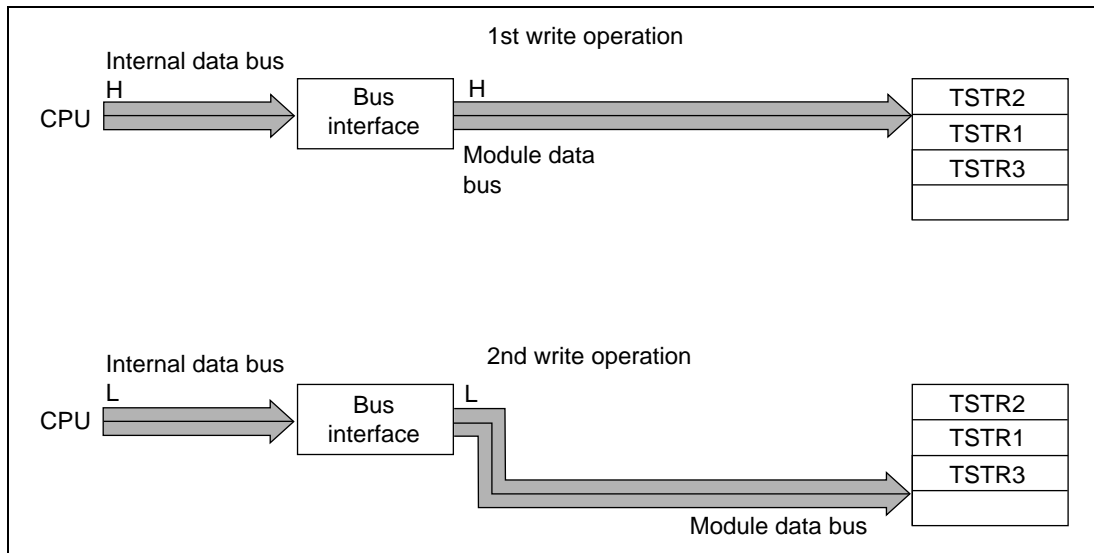 1st write operation
Internal data bus
H
H
CPU
Bus
interface
Module data
bus
TSTR2
TSTR1
TSTR3
2nd write operation
Internal data bus
L
L
CPU
Bus
interface
Module data bus
TSTR2
TSTR1
TSTR3